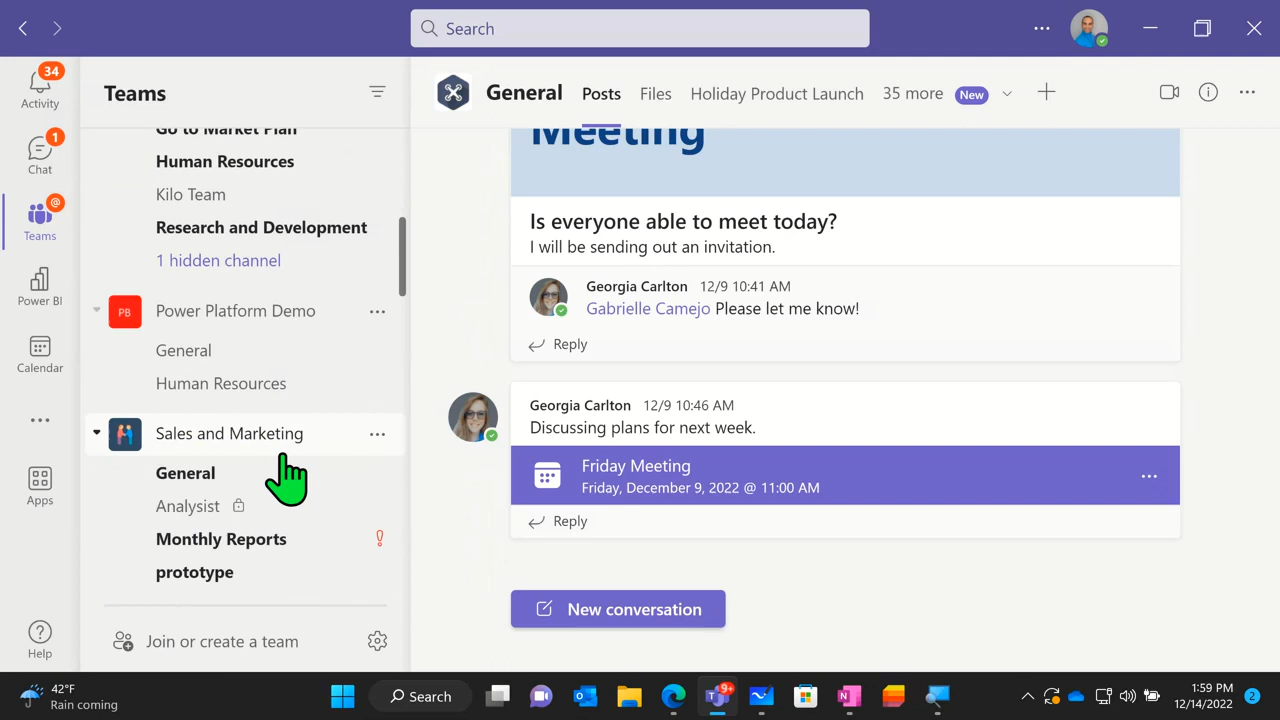 Search
34
Activity
1
Chat
@
Teams
Power BI
Calendar
Apps
Help
Teams
Go to Market Plan
Human Resources
Kilo Team
Research and Development
1 hidden channel
PB
Power Platform Demo
General
Human Resources
Sales and Marketing
General
Analysist
Monthly Reports
prototype
Join or create a team
General
Posts
Files
Holiday Product Launch
35 more
New
Meeting
Is everyone able to meet today?
I will be sending out an invitation.
Georgia Carlton 12/9 10:41 AM
Gabrielle Camejo Please let me know!
Reply
Georgia Carlton 12/9 10:46 AM
Discussing plans for next week.
Friday Meeting
Friday, December 9, 2022 @ 11:00 AM
Reply
New conversation
42°F
Rain coming
Search
9+
1:59 PM
12/14/2022
2